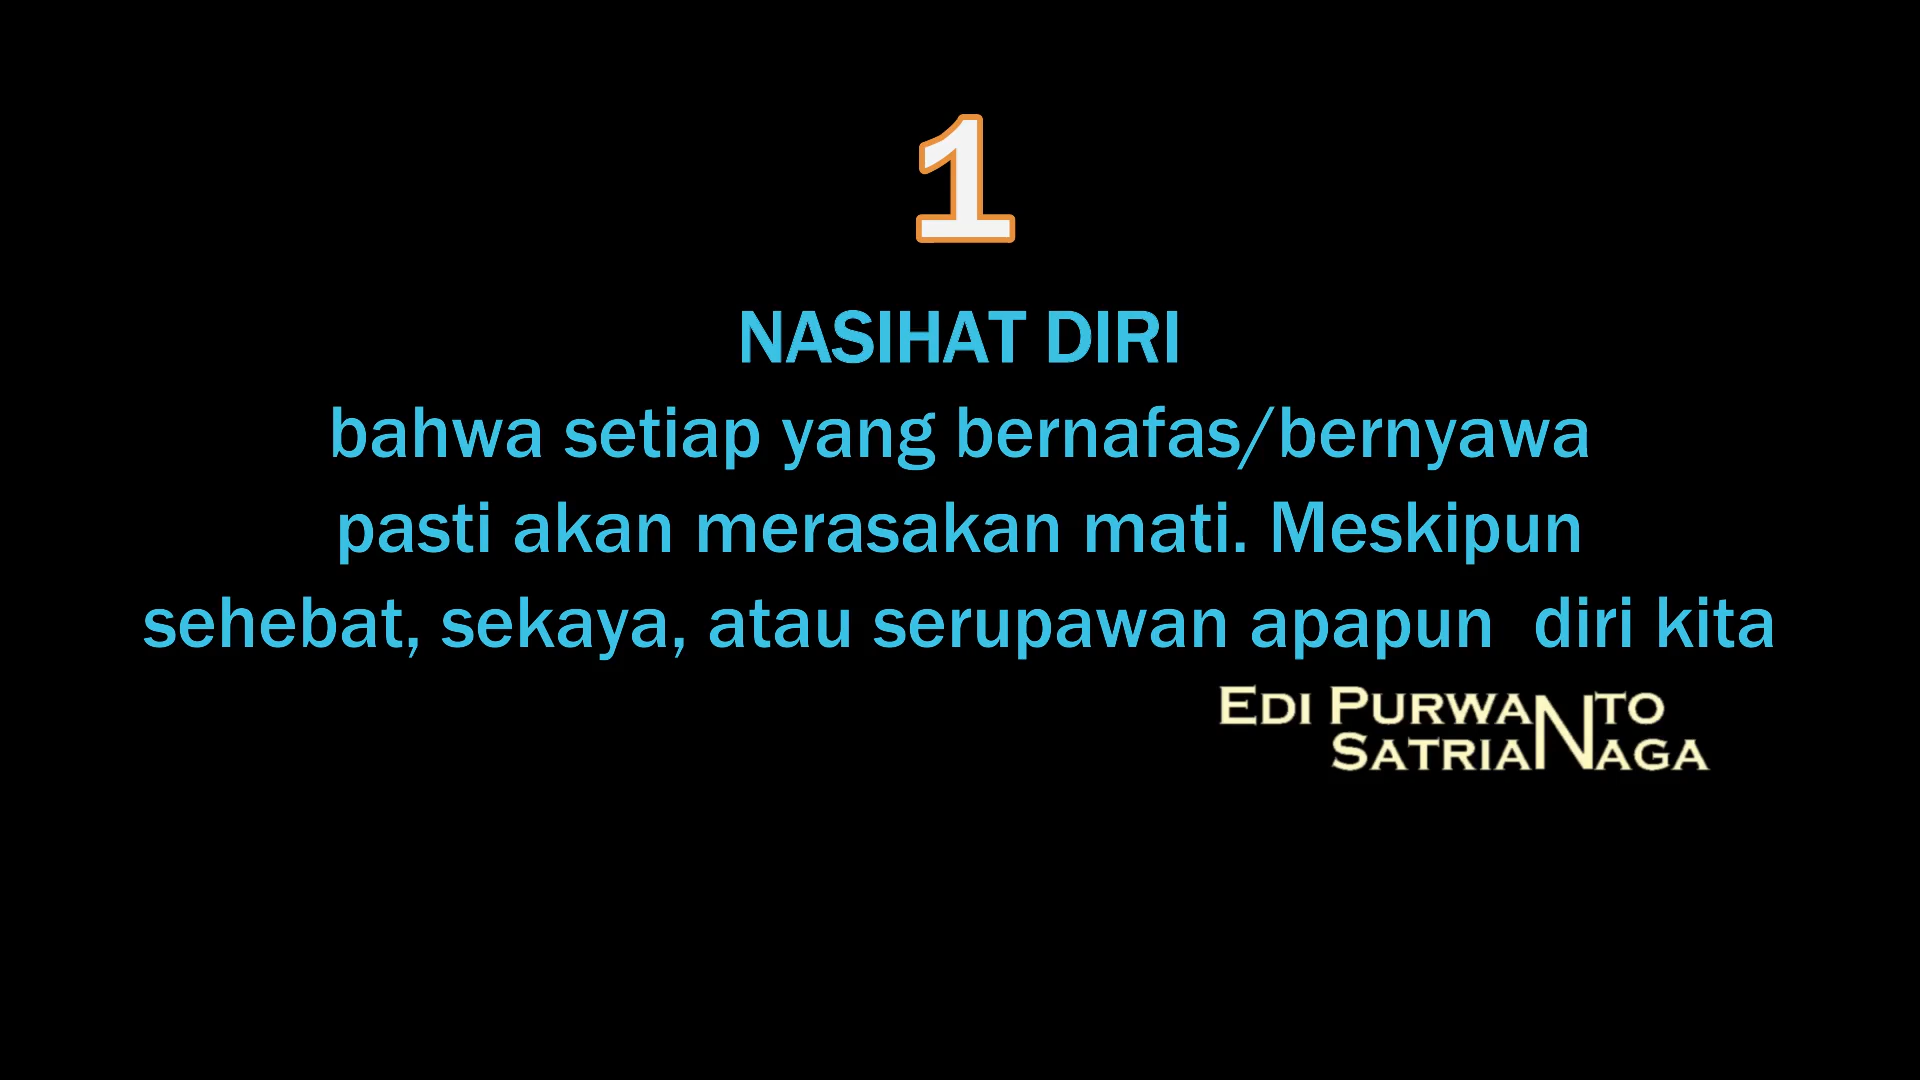 1
NASIHAT DIRI
bahwa setiap yang bernafas/bernyawa
pasti akan merasakan mati. Meskipun
sehebat, sekaya, atau serupawan apapun  diri kita
EDI PURWANTO
SATRIANAGA